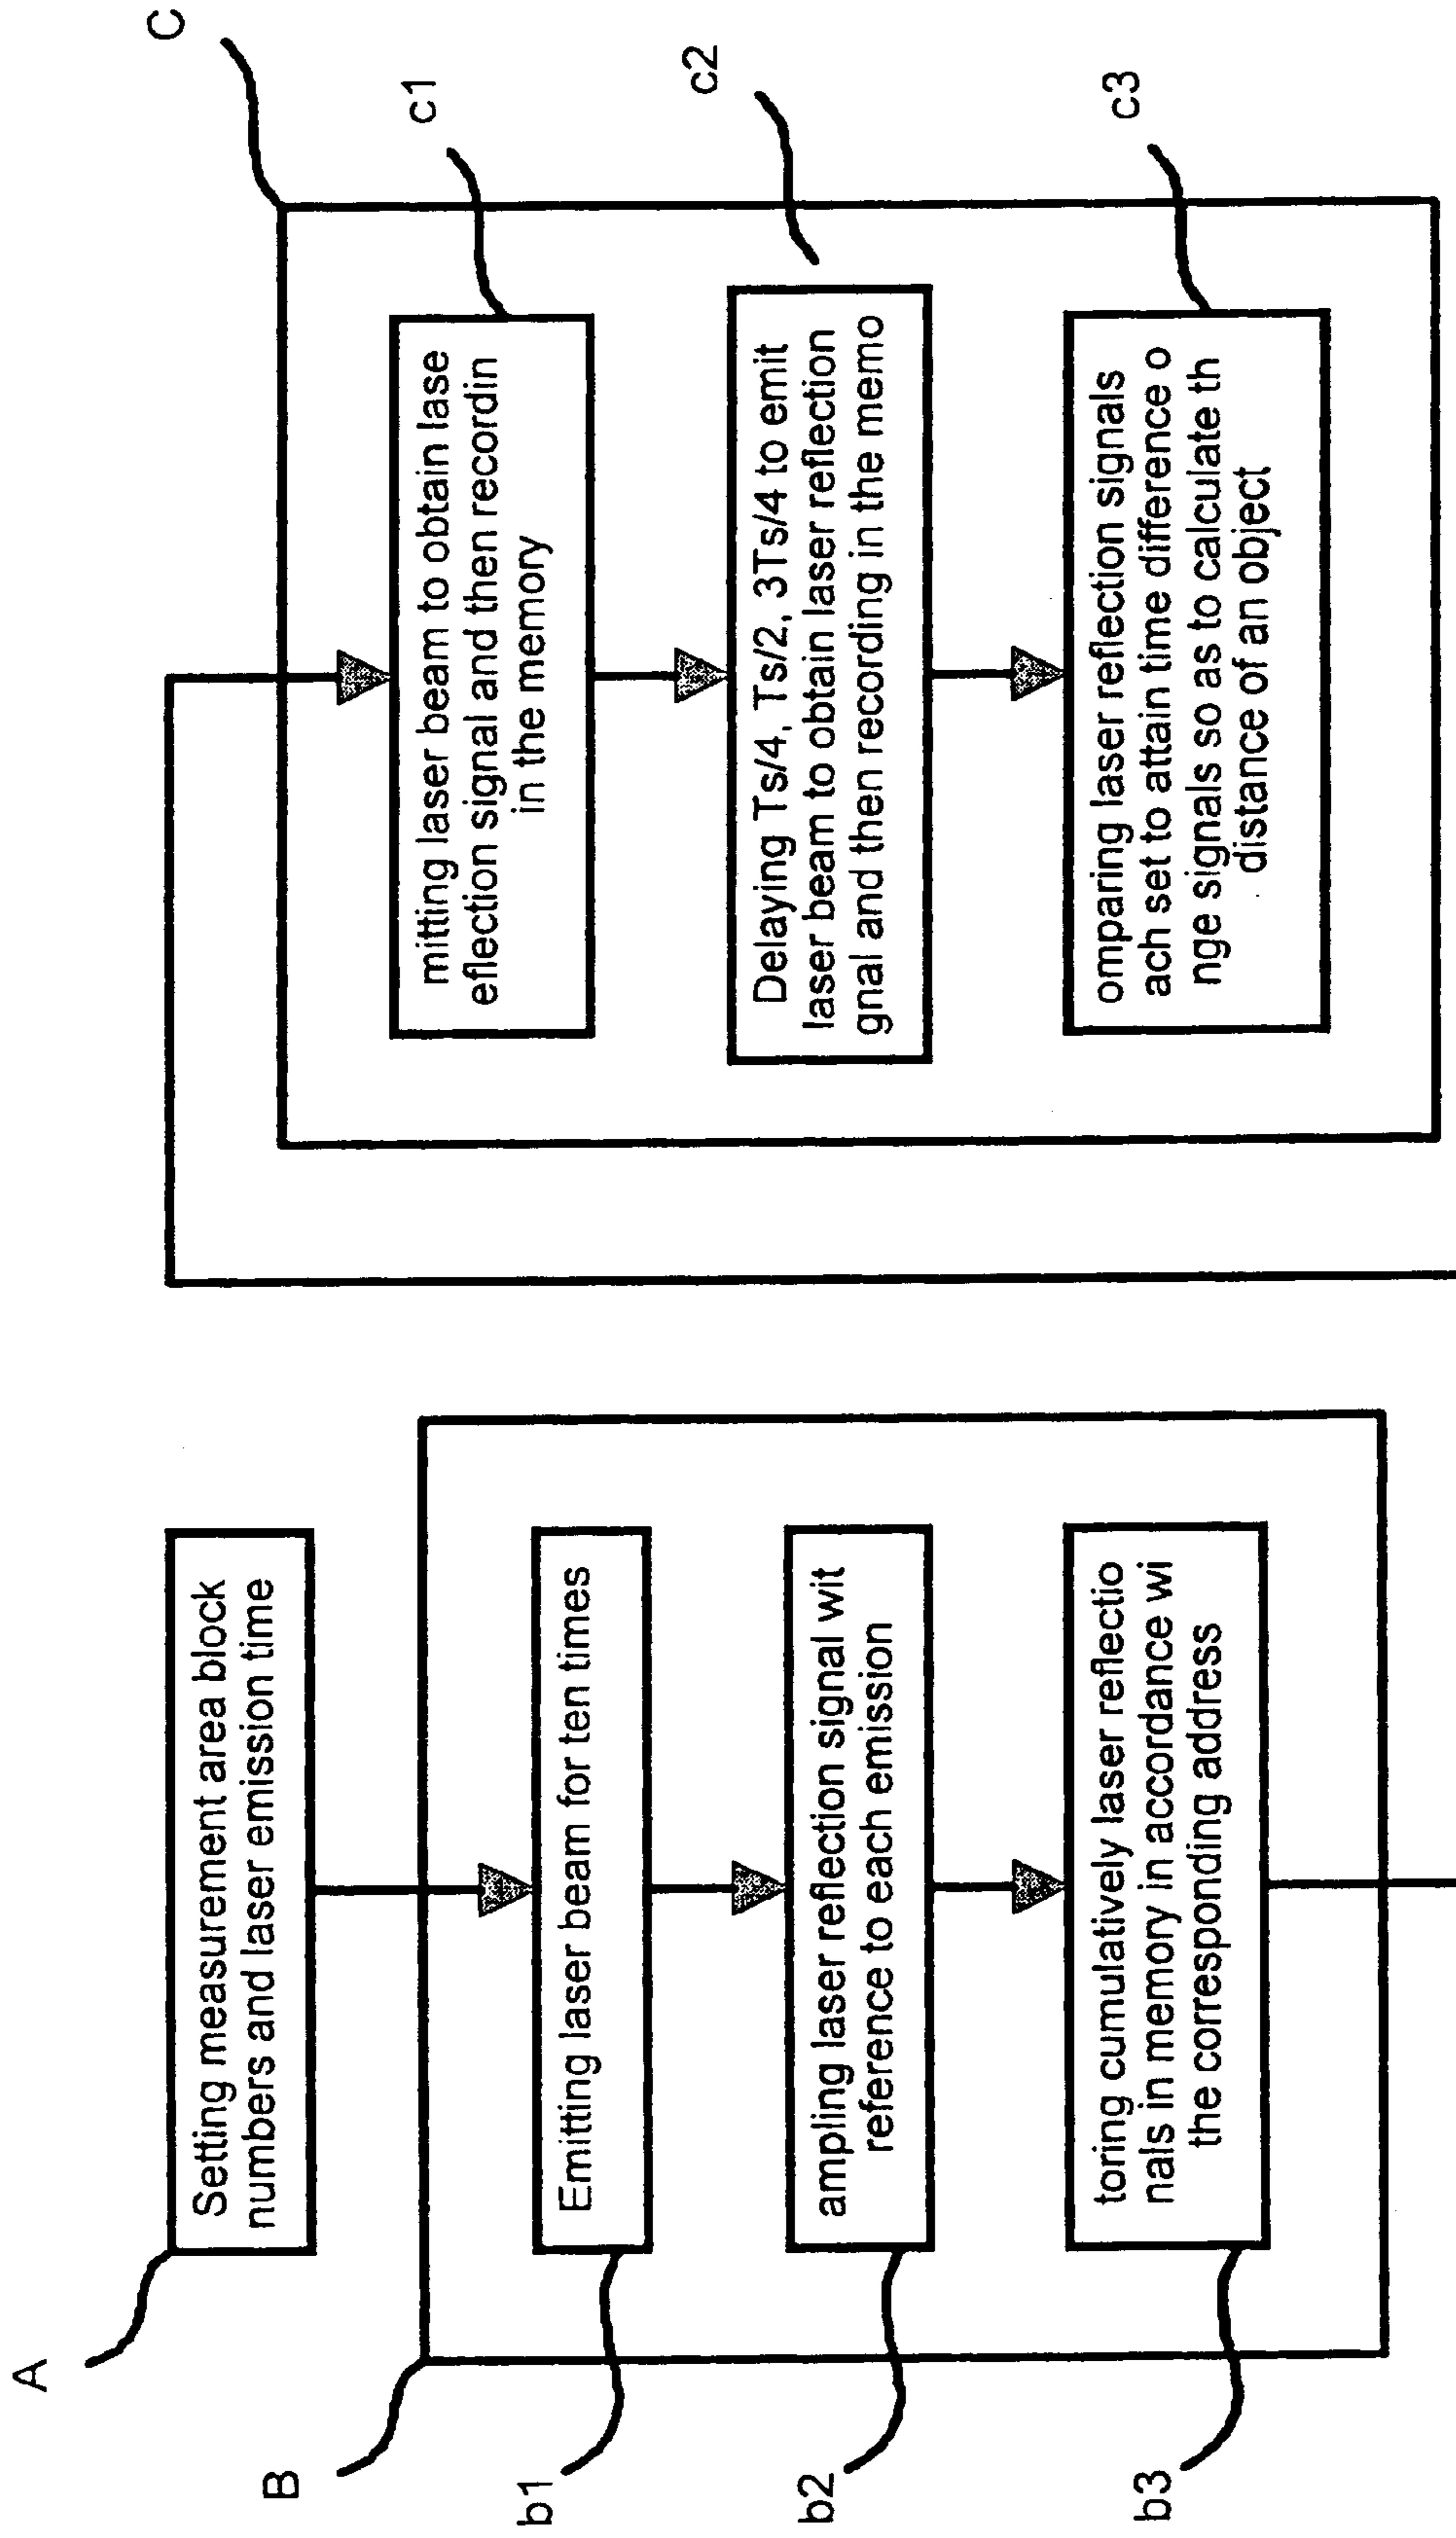 A
Setting measurement area block
numbers and laser emission time
B
b1
Emitting laser beam for ten times
b2
ampling laser reflection signal wit
reference to each emission
b3
toring cumulatively laser reflectio
nals in memory in accordance wi
the corresponding address
C
c1
mitting laser beam to obtain lase
eflection signal and then recordin
in the memory
c2
Delaying Ts/4, Ts/2, 3Ts/4 to emit
laser beam to obtain laser reflection
gnal and then recording in the memo
c3
omparing laser reflection signals
ach set to attain time difference o
nge signals so as to calculate th
distance of an object